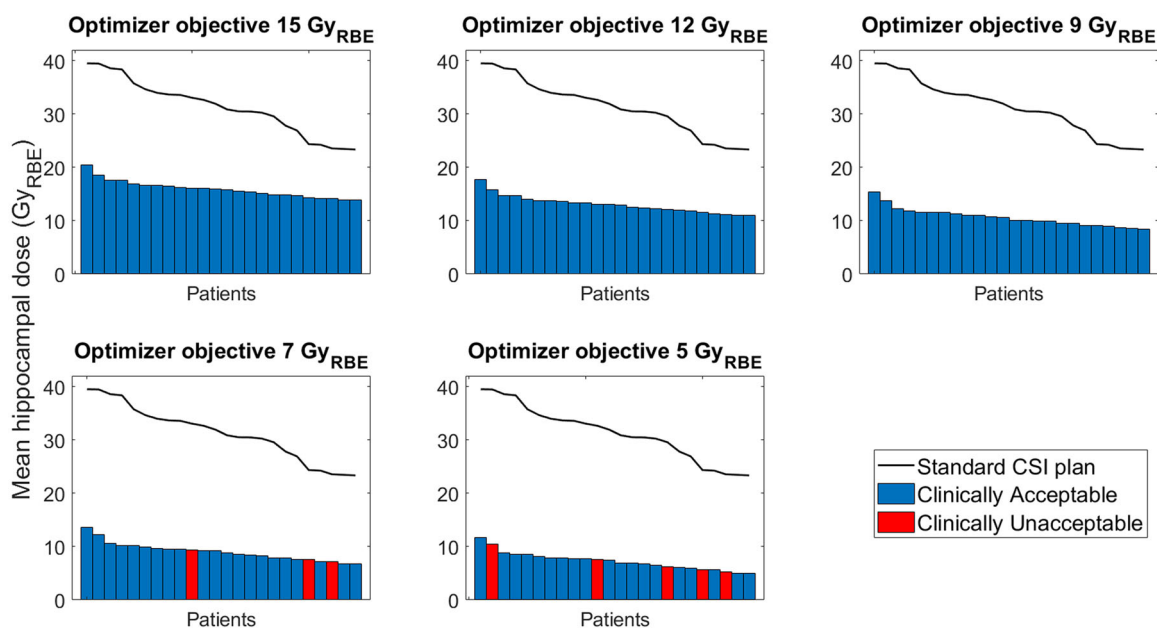 Optimizer objective 15 Gy_RBE
Optimizer objective 12 Gy_RBE
Optimizer objective 9 Gy_RBE
40
30
20
10
0
Patients
40
30
20
10
0
Patients
40
30
20
10
0
Patients
Mean hippocampal dose (Gy_RBE)
Optimizer objective 7 Gy_RBE
Optimizer objective 5 Gy_RBE
40
30
20
10
0
Patients
40
30
20
10
0
Patients
Standard CSI plan
Clinically Acceptable
Clinically Unacceptable